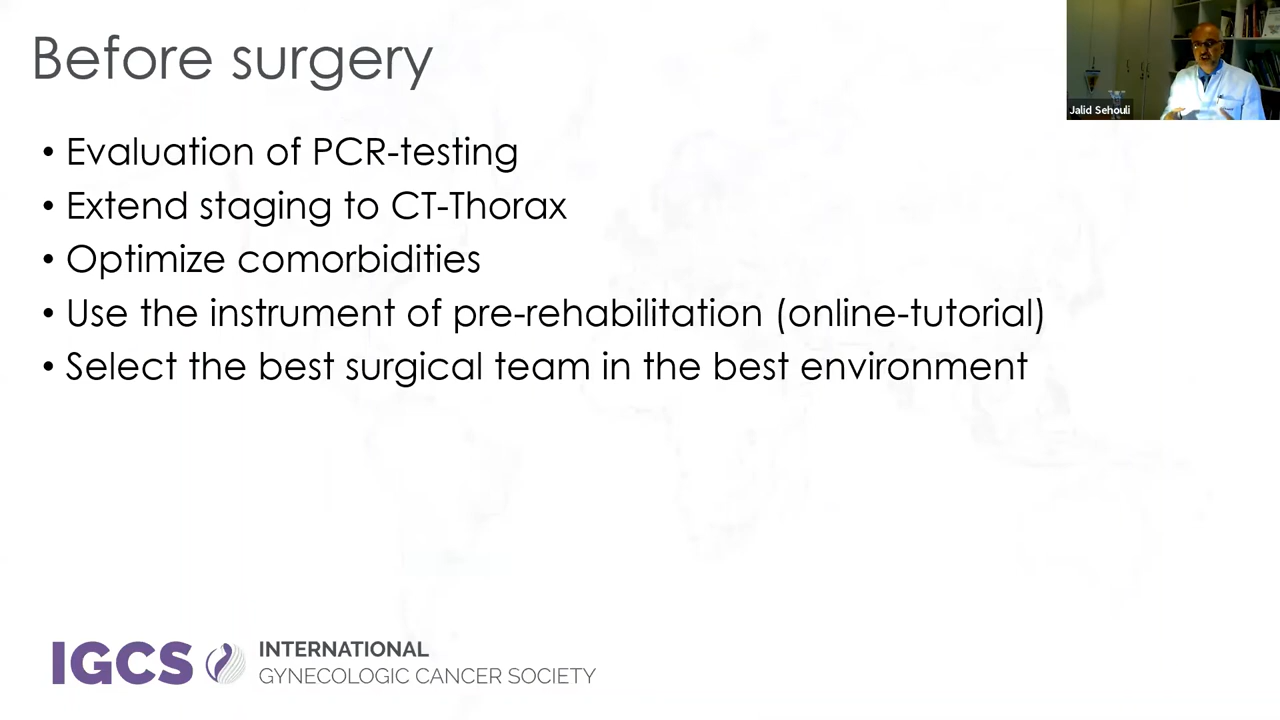 Before surgery
Jalid Sehouli
• Evaluation of PCR-testing
• Extend staging to CT-Thorax
• Optimize comorbidities
• Use the instrument of pre-rehabilitation (online-tutorial)
• Select the best surgical team in the best environment
IGCS
INTERNATIONAL
GYNECOLOGIC CANCER SOCIETY